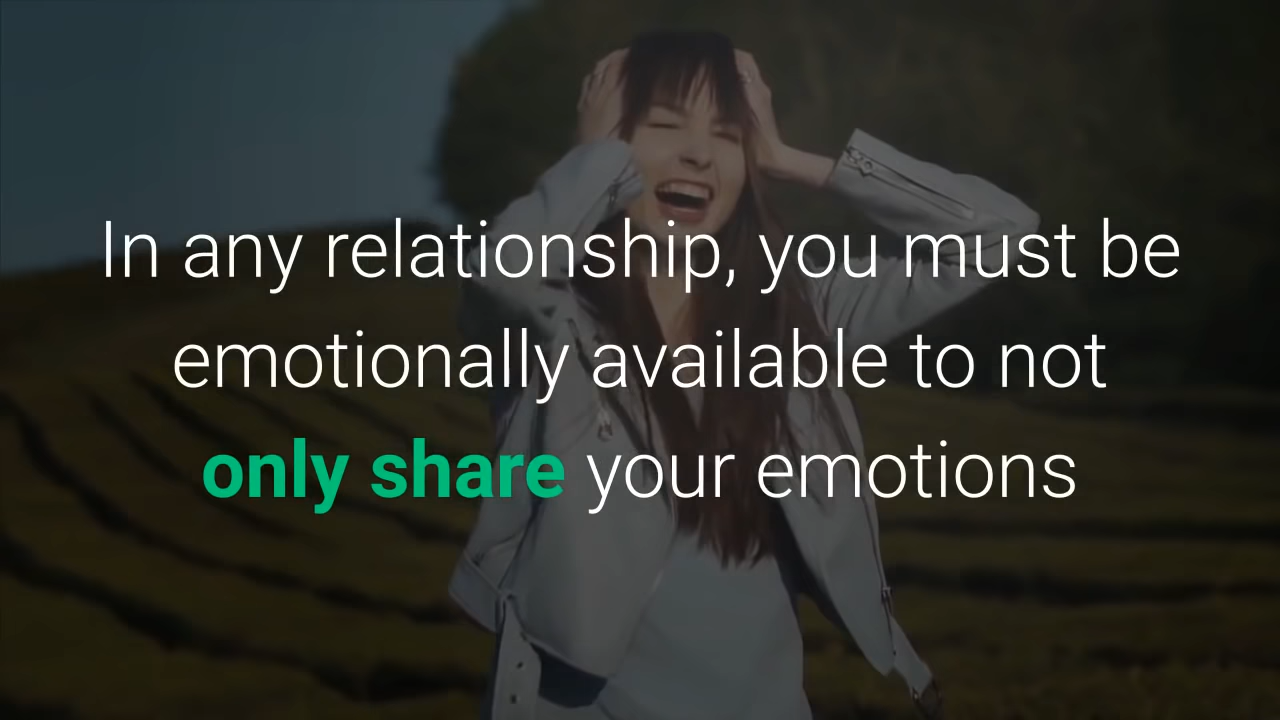 In any relationship, you must be
emotionally available to not
only share your emotions